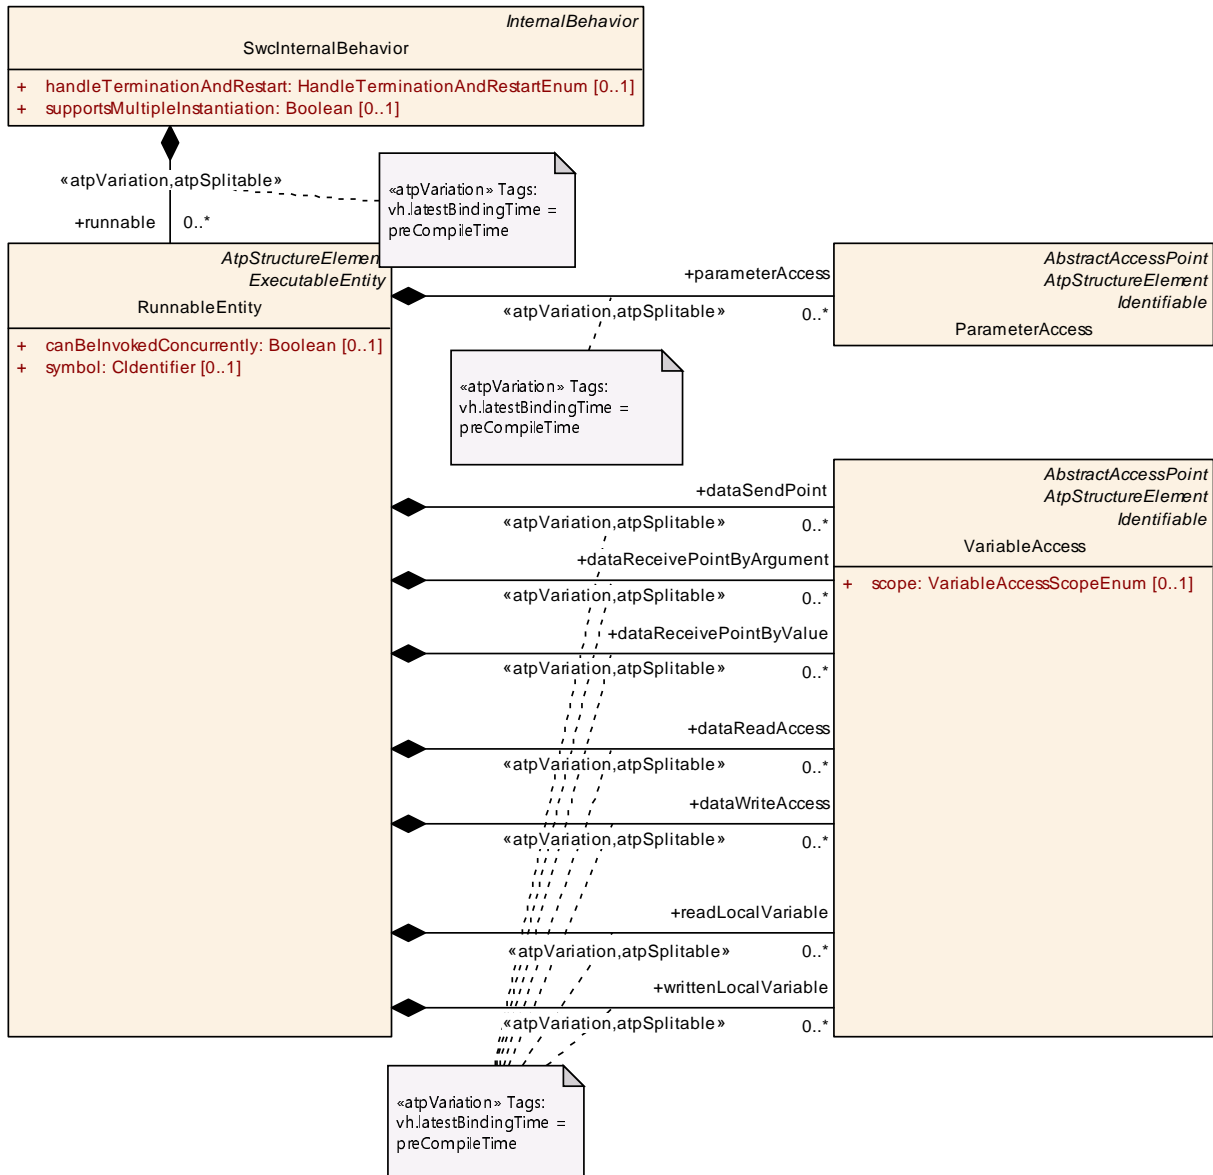 InternalBehavior
SwcInternalBehavior
+ handleTerminationAndRestart: HandleTerminationAndRestartEnum [0..1]
+ supportsMultipleInstantiation: Boolean [0..1]
«atpVariation,atpSplitable»
+runnable 0..*
«atpVariation» Tags:
vh.latestBindingTime =
preCompileTime
AtpStructureElement
ExecutableEntity
RunnableEntity
+ canBeInvokedConcurrently: Boolean [0..1]
+ symbol: CIdentifier [0..1]
+parameterAccess
«atpVariation,atpSplitable» 0..*
AbstractAccessPoint
AtpStructureElement
Identifiable
ParameterAccess
«atpVariation» Tags:
vh.latestBindingTime =
preCompileTime
+dataSendPoint
«atpVariation,atpSplitable» 0..*
+dataReceivePointByArgument
«atpVariation,atpSplitable» 0..*
+dataReceivePointByValue
«atpVariation,atpSplitable» 0..*
+dataReadAccess
«atpVariation,atpSplitable» 0..*
+dataWriteAccess
«atpVariation,atpSplitable» 0..*
+readLocalVariable
«atpVariation,atpSplitable» 0..*
+writtenLocalVariable
«atpVariation,atpSplitable» 0..*
AbstractAccessPoint
AtpStructureElement
Identifiable
VariableAccess
+ scope: VariableAccessScopeEnum [0..1]
«atpVariation» Tags:
vh.latestBindingTime =
preCompileTime